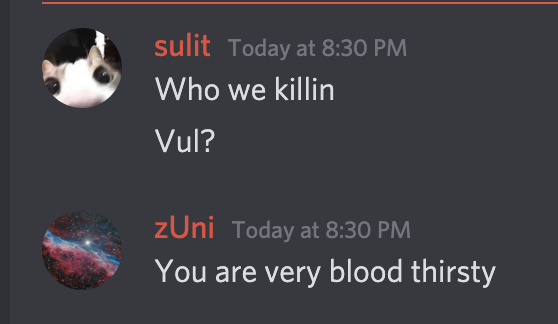 sulit Today at 8:30 PM
Who we killin
Vul?
zUni Today at 8:30 PM
You are very blood thirsty